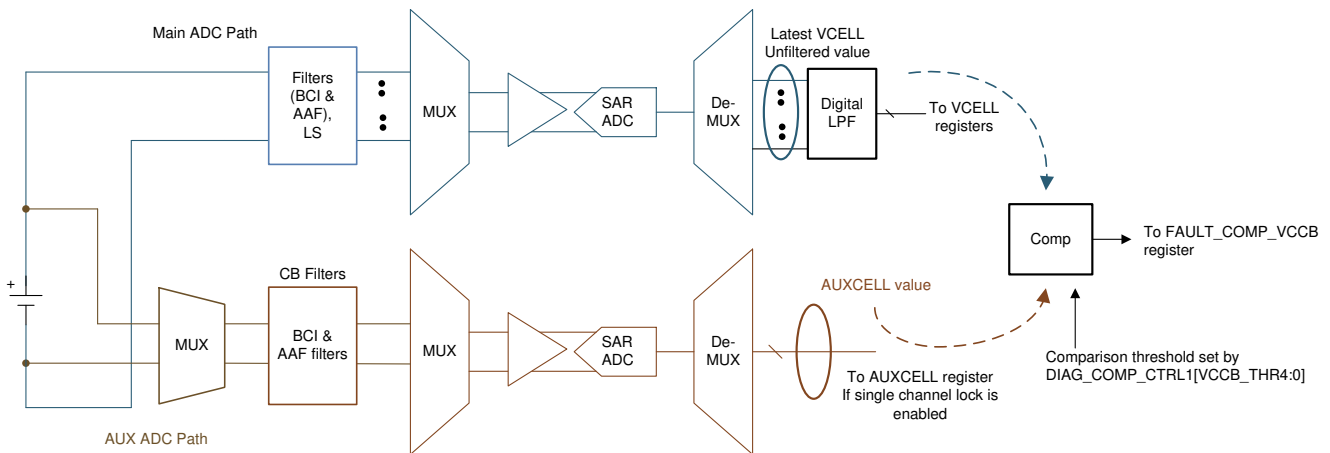 Main ADC Path
Filters
(BCI &
AAF),
LS
MUX
SAR
ADC
De-
MUX
Latest VCELL
Unfiltered value
Digital
LPF
To VCELL
registers
Comp
To FAULT_COMP_VCCB
register
Comparison threshold set by
DIAG_COMP_CTRL1[VCCB_THR4:0]
+
MUX
CB Filters
BCI &
AAF filters
MUX
SAR
ADC
De-
MUX
AUXCELL value
To AUXCELL register
If single channel lock is
enabled
AUX ADC Path